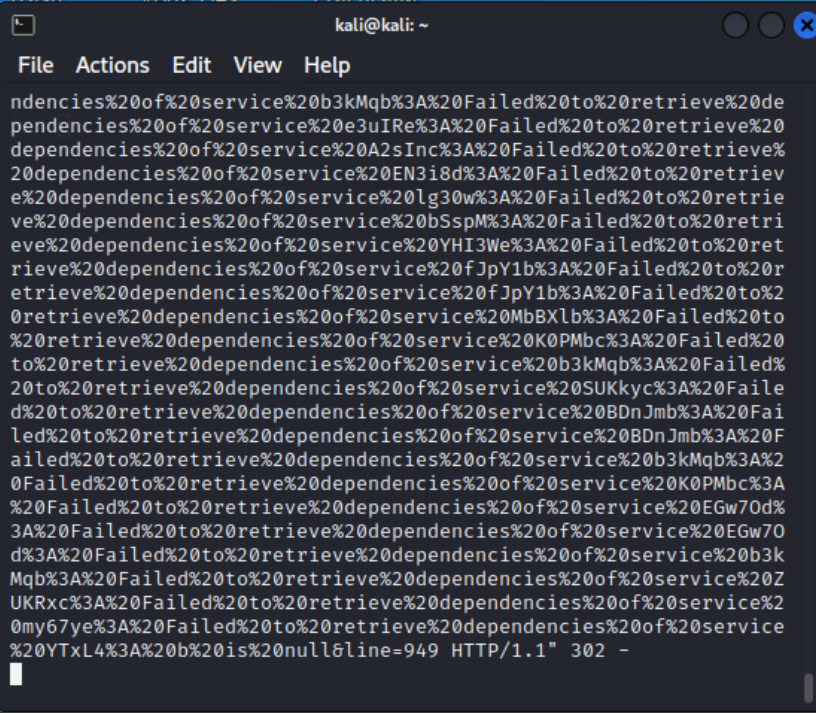 kali@kali: ~
File Actions Edit View Help
ndencies%20of%20service%20b3kMqb%3A%20Failed%20to%20retrieve%20de
pendencies%20of%20service%20e3uIRe%3A%20Failed%20to%20retrieve%20
dependencies%20of%20service%20A2sInc%3A%20Failed%20to%20retrieve%
20dependencies%20of%20service%20EN3i8d%3A%20Failed%20to%20retriev
e%20dependencies%20of%20service%20lg30w%3A%20Failed%20to%20retrie
ve%20dependencies%20of%20service%20bSspM%3A%20Failed%20to%20retri
eve%20dependencies%20of%20service%20YHI3We%3A%20Failed%20to%20ret
rieve%20dependencies%20of%20service%20fJpY1b%3A%20Failed%20to%20r
etrieve%20dependencies%20of%20service%20fJpY1b%3A%20Failed%20to%2
0retrieve%20dependencies%20of%20service%20MbBXlb%3A%20Failed%20to
%20retrieve%20dependencies%20of%20service%20K0PMbc%3A%20Failed%20
to%20retrieve%20dependencies%20of%20service%20b3kMqb%3A%20Failed%
20to%20retrieve%20dependencies%20of%20service%20SUKkyc%3A%20Faile
d%20to%20retrieve%20dependencies%20of%20service%20BDnJmb%3A%20Fai
led%20to%20retrieve%20dependencies%20of%20service%20BDnJmb%3A%20F
ailed%20to%20retrieve%20dependencies%20of%20service%20b3kMqb%3A%2
0Failed%20to%20retrieve%20dependencies%20of%20service%20K0PMbc%3A
%20Failed%20to%20retrieve%20dependencies%20of%20service%20EGw7Od%
3A%20Failed%20to%20retrieve%20dependencies%20of%20service%20EGw7O
d%3A%20Failed%20to%20retrieve%20dependencies%20of%20service%20b3k
Mqb%3A%20Failed%20to%20retrieve%20dependencies%20of%20service%20Z
UKRxc%3A%20Failed%20to%20retrieve%20dependencies%20of%20service%2
0my67ye%3A%20Failed%20to%20retrieve%20dependencies%20of%20service
%20YTxL4%3A%20b%20is%20null&line=949 HTTP/1.1" 302 -